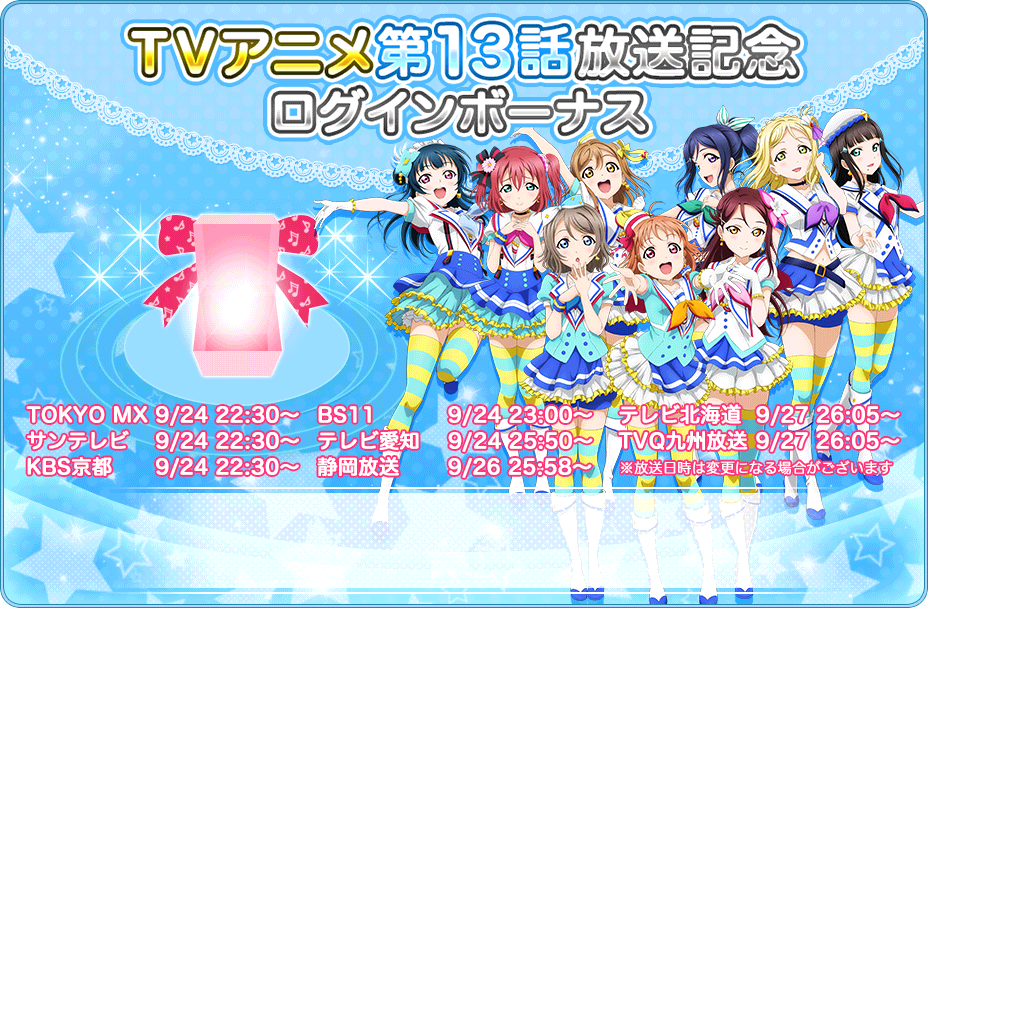 TVアニメ第13話放送記念
ログインボーナス
TOKYO MX 9/24 22:30～ BS11 9/24 23:00～ テレビ北海道 9/27 26:05～
サンテレビ 9/24 22:30～ テレビ愛知 9/24 25:50～ TVQ九州放送 9/27 26:05～
KBS京都 9/24 22:30～ 静岡放送 9/26 25:58～ ※放送日時は変更になる場合がございます